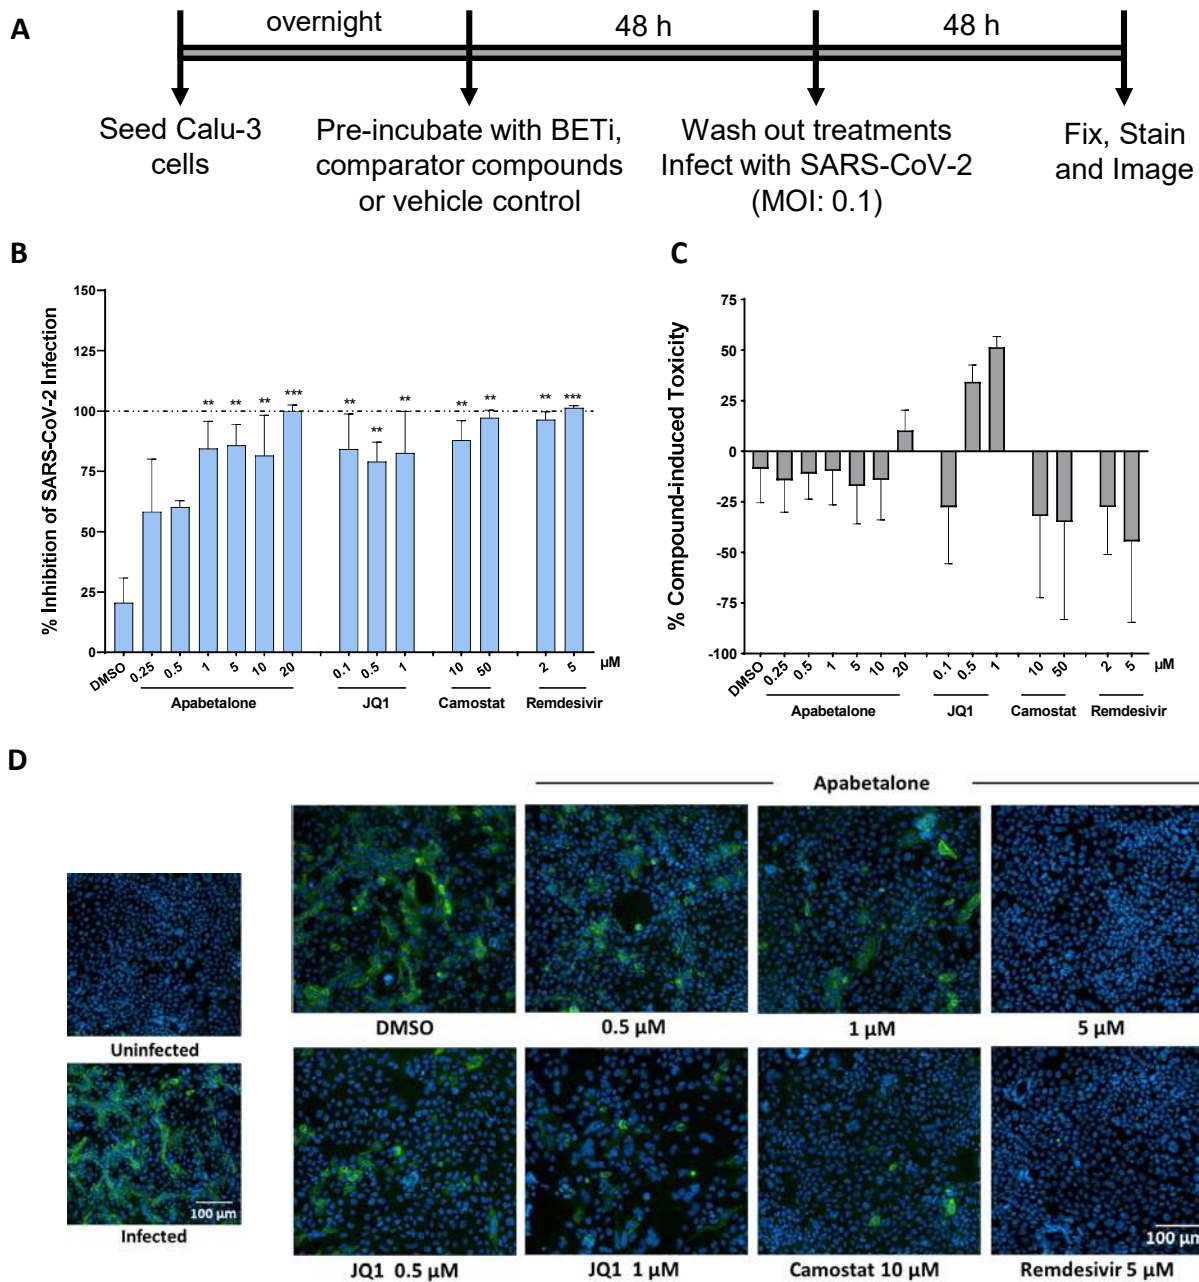 A
overnight
48 h
48 h
Seed Calu-3
cells
Pre-incubate with BETi,
comparator compounds
or vehicle control
Wash out treatments
Infect with SARS-CoV-2
(MOI: 0.1)
Fix, Stain
and Image
B
% Inhibition of SARS-CoV-2 Infection
150
125
100
75
50
25
0
** ** ** *** ** ** ** ** ** ** ***
DMSO 0.25 0.5 1 5 10 20 0.1 0.5 1 10 50 2 5 µM
Apabetalone JQ1 Camostat Remdesivir
C
% Compound-induced Toxicity
75
50
25
0
-25
-50
-75
-100
DMSO 0.25 0.5 1 5 10 20 0.1 0.5 1 10 50 2 5 µM
Apabetalone JQ1 Camostat Remdesivir
D
Apabetalone
Uninfected
100 µm
Infected
DMSO
0.5 µM
1 µM
5 µM
100 µm
JQ1 0.5 µM
JQ1 1 µM
Camostat 10 µM
Remdesivir 5 µM